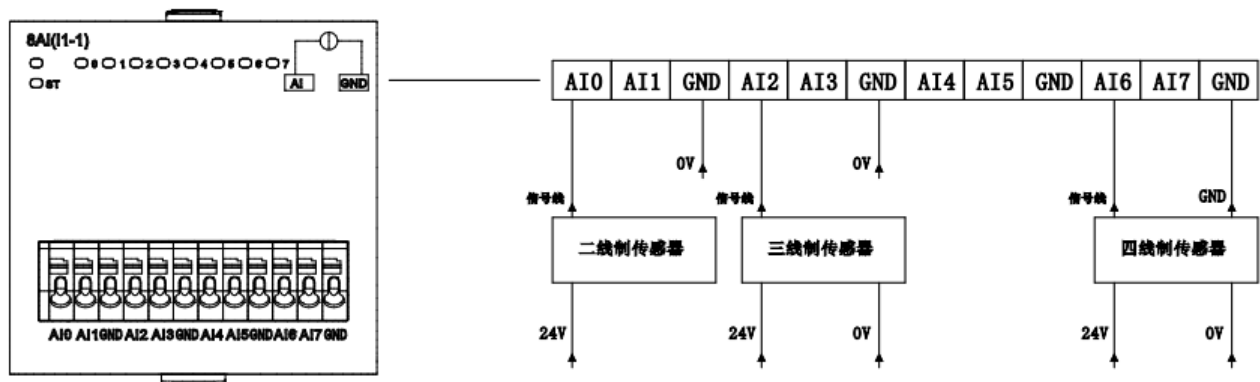 8AI(I1-1)
0 1 2 3 4 5 6 7
ST
AI GND
AI0 AI1 GND AI2 AI3 GND AI4 AI5 GND AI6 AI7 GND
AI0 AI1 GND AI2 AI3 GND AI4 AI5 GND AI6 AI7 GND
0V 0V
信号线 信号线 信号线 GND
二线制传感器 三线制传感器 四线制传感器
24V 24V 0V 24V 0V